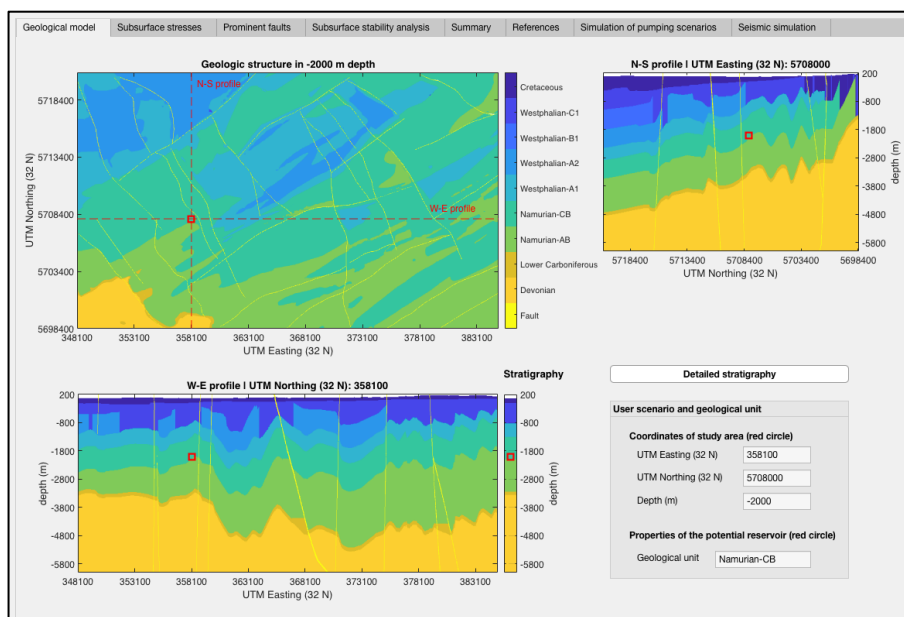 Geological model Subsurface stresses Prominent faults Subsurface stability analysis Summary References Simulation of pumping scenarios Seismic simulation
Geologic structure in -2000 m depth
N-S profile
W-E profile
5718400
5713400
5708400
5703400
5698400
UTM Northing (32 N)
348100 353100 358100 363100 368100 373100 378100 383100
UTM Easting (32 N)
Cretaceous
Westphalian-C1
Westphalian-B1
Westphalian-A2
Westphalian-A1
Namurian-CB
Namurian-AB
Lower Carboniferous
Devonian
Fault
N-S profile | UTM Easting (32 N): 5708000
200
-800
-1800
-2800
-3800
-4800
-5800
depth (m)
5718400 5713400 5708400 5703400 5698400
UTM Northing (32 N)
W-E profile | UTM Northing (32 N): 358100
200
-800
-1800
-2800
-3800
-4800
-5800
depth (m)
348100 353100 358100 363100 368100 373100 378100 383100
UTM Easting (32 N)
Stratigraphy
200
-800
-1800
-2800
-3800
-4800
-5800
depth (m)
Detailed stratigraphy
User scenario and geological unit
Coordinates of study area (red circle)
UTM Easting (32 N) 358100
UTM Northing (32 N) 5708000
Depth (m) -2000
Properties of the potential reservoir (red circle)
Geological unit Namurian-CB